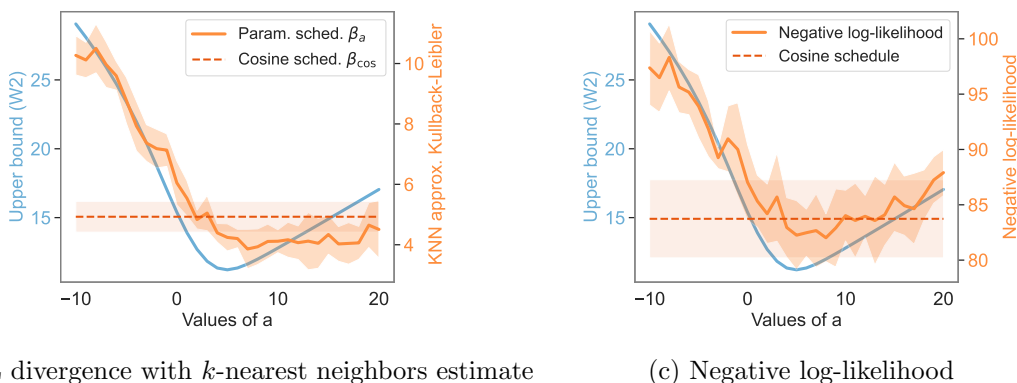 Param. sched. βa
Cosine sched. βcos
25
20
15
Upper bound (W2)
10
8
6
4
KNN approx. Kullback-Leibler
−10
0
10
20
Values of a
divergence with k-nearest neighbors estimate
Negative log-likelihood
Cosine schedule
25
20
15
Upper bound (W2)
100
95
90
85
80
Negative log-likelihood
−10
0
10
20
Values of a
(c) Negative log-likelihood